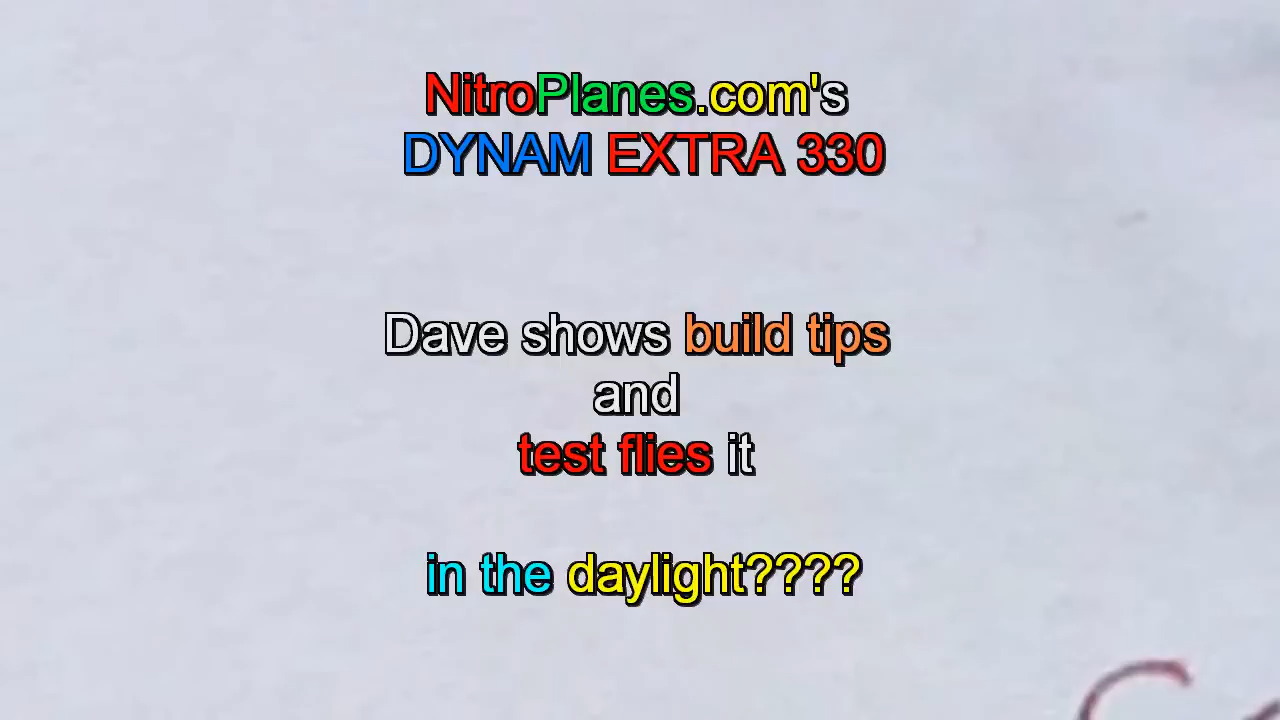 NitroPlanes.com's
DYNAM EXTRA 330
Dave shows build tips
and
test flies it
in the daylight????